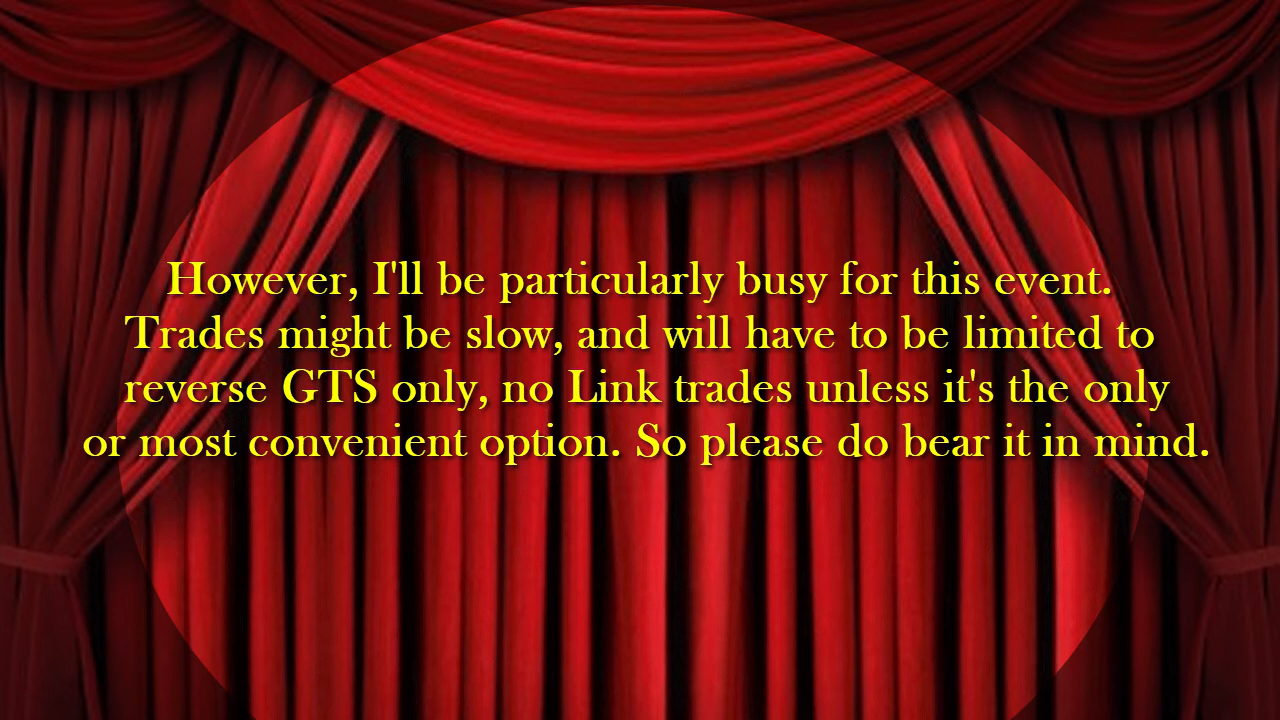 However, I'll be particularly busy for this event.
Trades might be slow, and will have to be limited to
reverse GTS only, no Link trades unless it's the only
or most convenient option. So please do bear it in mind.